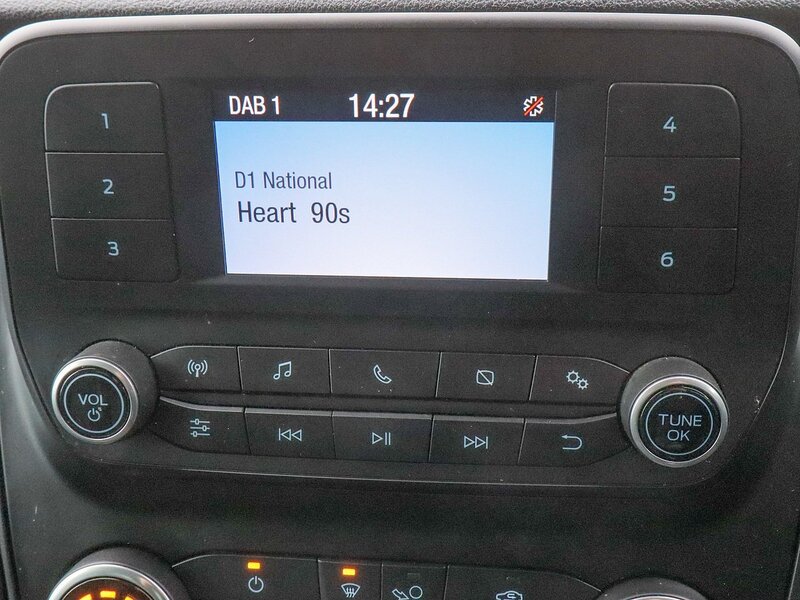 DAB 1 14:27
D1 National
Heart 90s
1
2
3
4
5
6
VOL
TUNE
OK